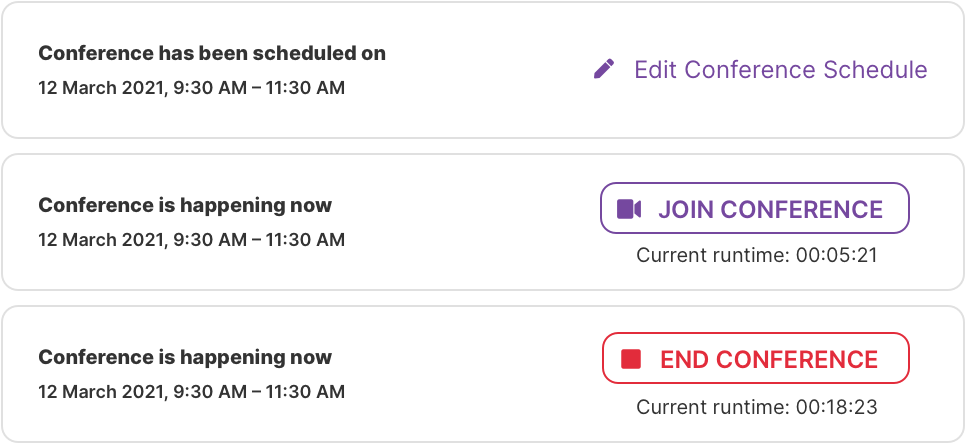 Conference has been scheduled on
12 March 2021, 9:30 AM – 11:30 AM
Edit Conference Schedule
Conference is happening now
12 March 2021, 9:30 AM – 11:30 AM
JOIN CONFERENCE
Current runtime: 00:05:21
Conference is happening now
12 March 2021, 9:30 AM – 11:30 AM
END CONFERENCE
Current runtime: 00:18:23